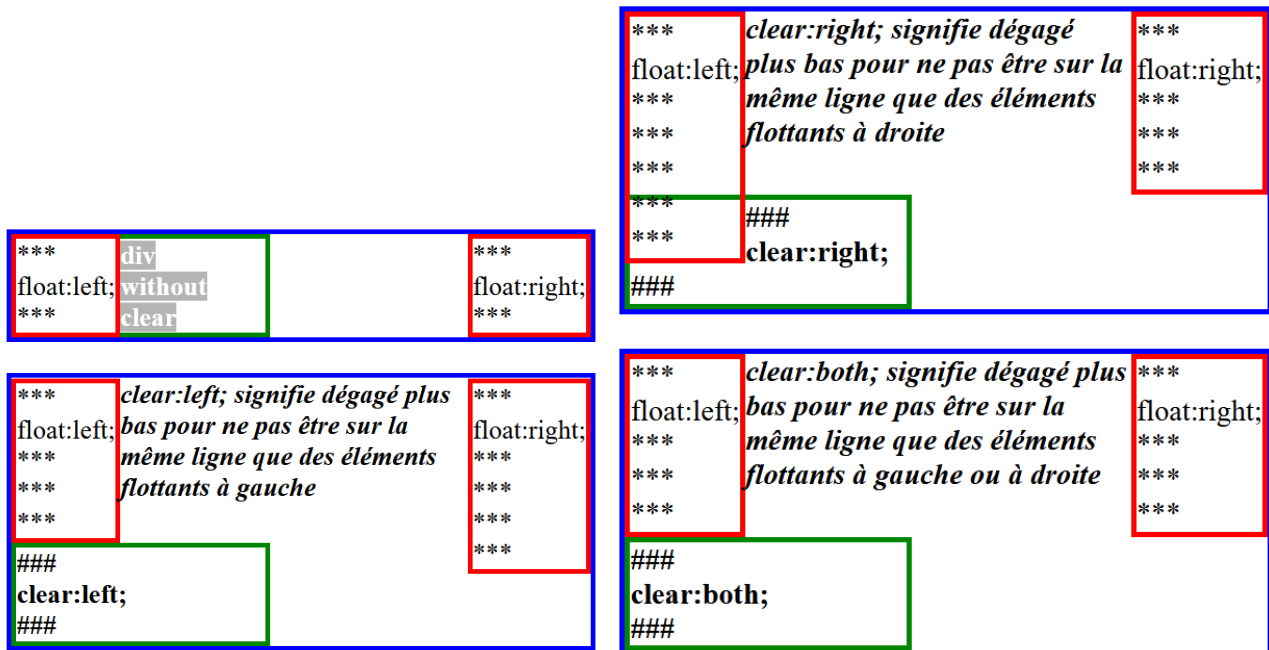 ***
float:left;
***
div
without
clear
***
float:right;
***
***
float:left;
***
***
***
clear:left; signifie dégagé plus
bas pour ne pas être sur la
même ligne que des éléments
flottants à gauche
***
float:right;
***
***
***
***
###
clear:left;
###
***
float:left;
***
***
***
***
***
clear:right; signifie dégagé
plus bas pour ne pas être sur la
même ligne que des éléments
flottants à droite
***
float:right;
***
***
***
###
clear:right;
###
***
float:left;
***
***
***
clear:both; signifie dégagé plus
bas pour ne pas être sur la
même ligne que des éléments
flottants à gauche ou à droite
***
float:right;
***
***
***
###
clear:both;
###